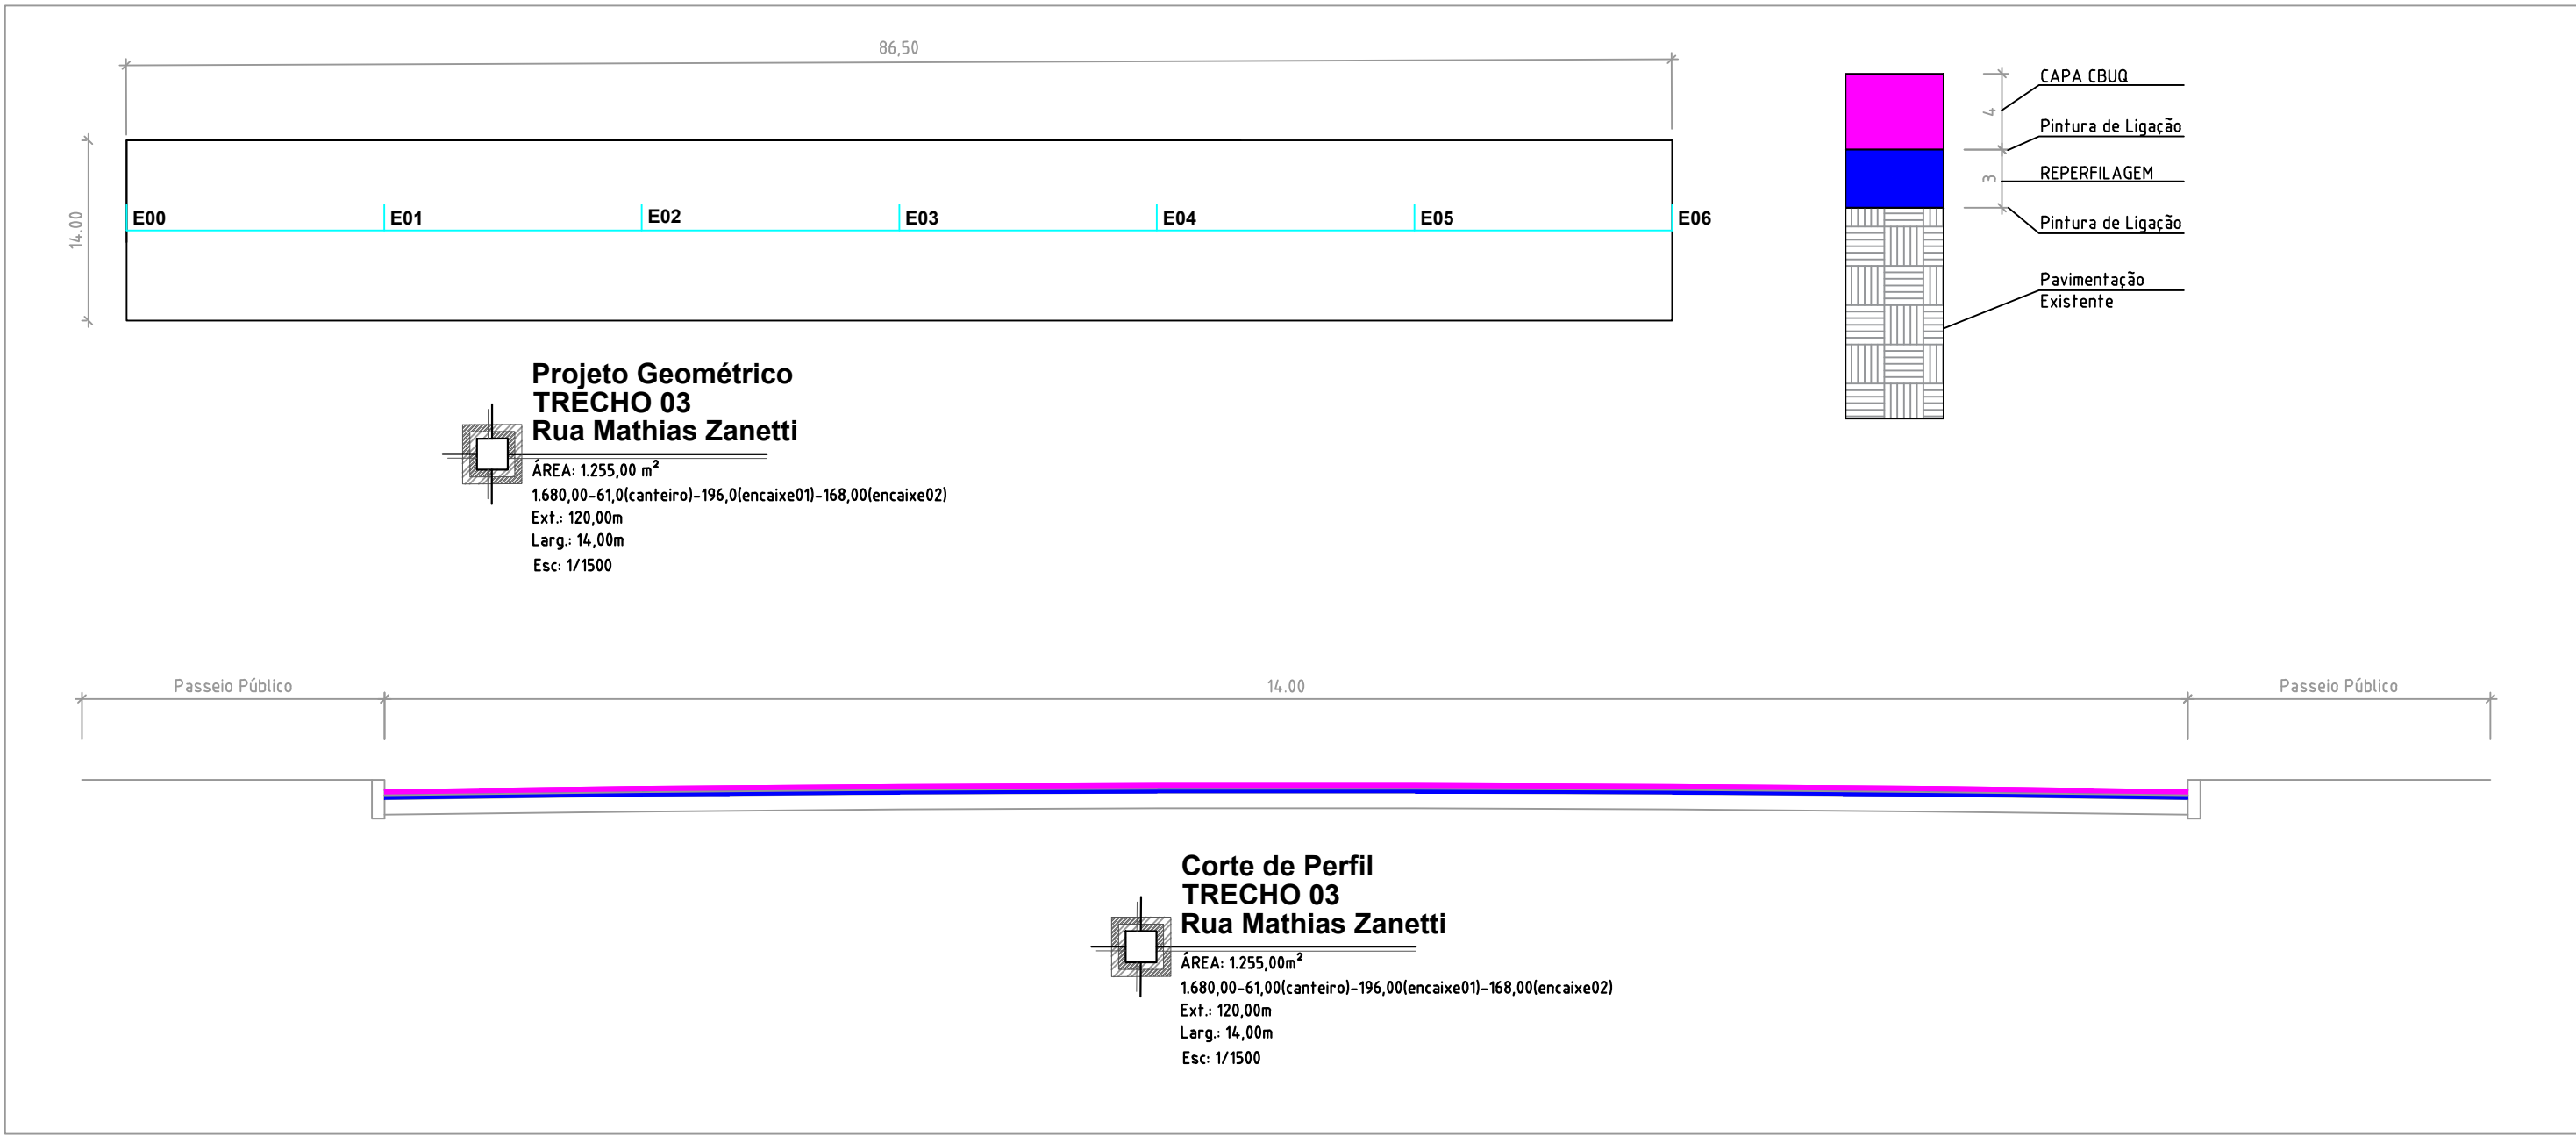 86,50
14.00
E00
E01
E02
E03
E04
E05
E06
Projeto Geométrico
TRECHO 03
Rua Mathias Zanetti
ÁREA: 1.255,00 m²
1.680,00-61,0(canteiro)-196,0(encaixe01)-168,00(encaixe02)
Ext.: 120,00m
Larg.: 14,00m
Esc: 1/1500
4
3
CAPA CBUQ
Pintura de Ligação
REPERFILAGEM
Pintura de Ligação
Pavimentação
Existente
Passeio Público
14.00
Passeio Público
Corte de Perfil
TRECHO 03
Rua Mathias Zanetti
ÁREA: 1.255,00m²
1.680,00-61,00(canteiro)-196,00(encaixe01)-168,00(encaixe02)
Ext.: 120,00m
Larg.: 14,00m
Esc: 1/1500